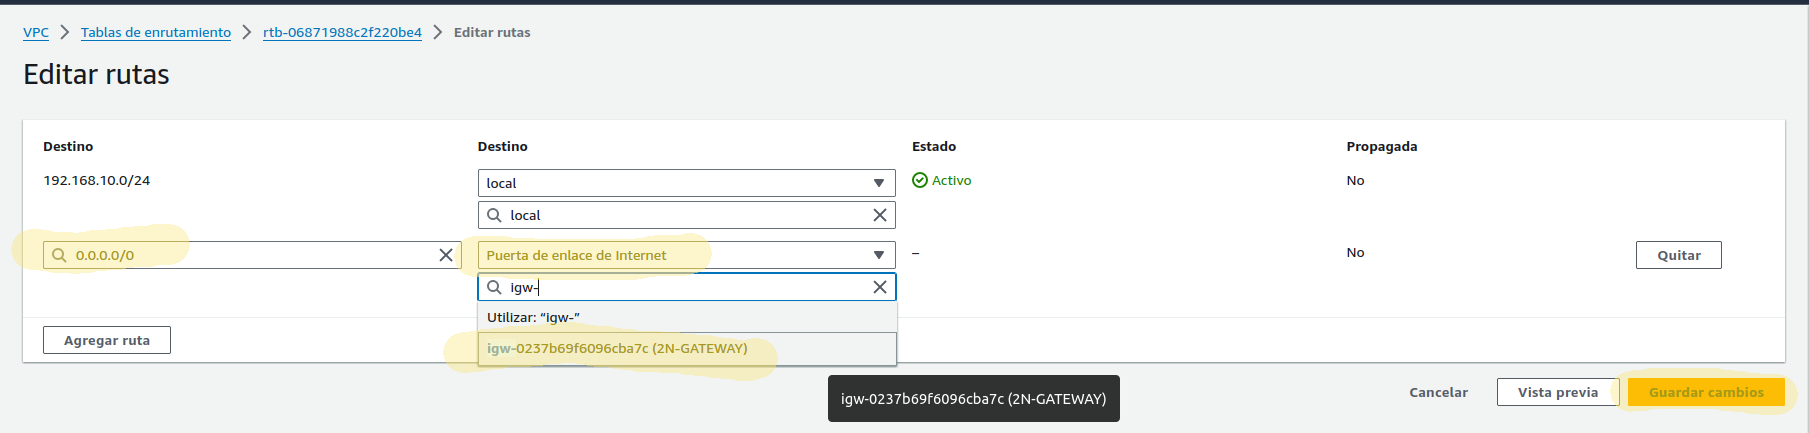 VPC > Tablas de enrutamiento > rtb-06871988c2f220be4 > Editar rutas
Editar rutas
Destino Destino Estado Propagada
192.168.10.0/24 local Activo No
local
0.0.0.0/0 Puerta de enlace de Internet – No Quitar
igw-
Utilizar: “igw-”
Agregar ruta igw-0237b69f6096cba7c (2N-GATEWAY)
igw-0237b69f6096cba7c (2N-GATEWAY) Cancelar Vista previa Guardar cambios